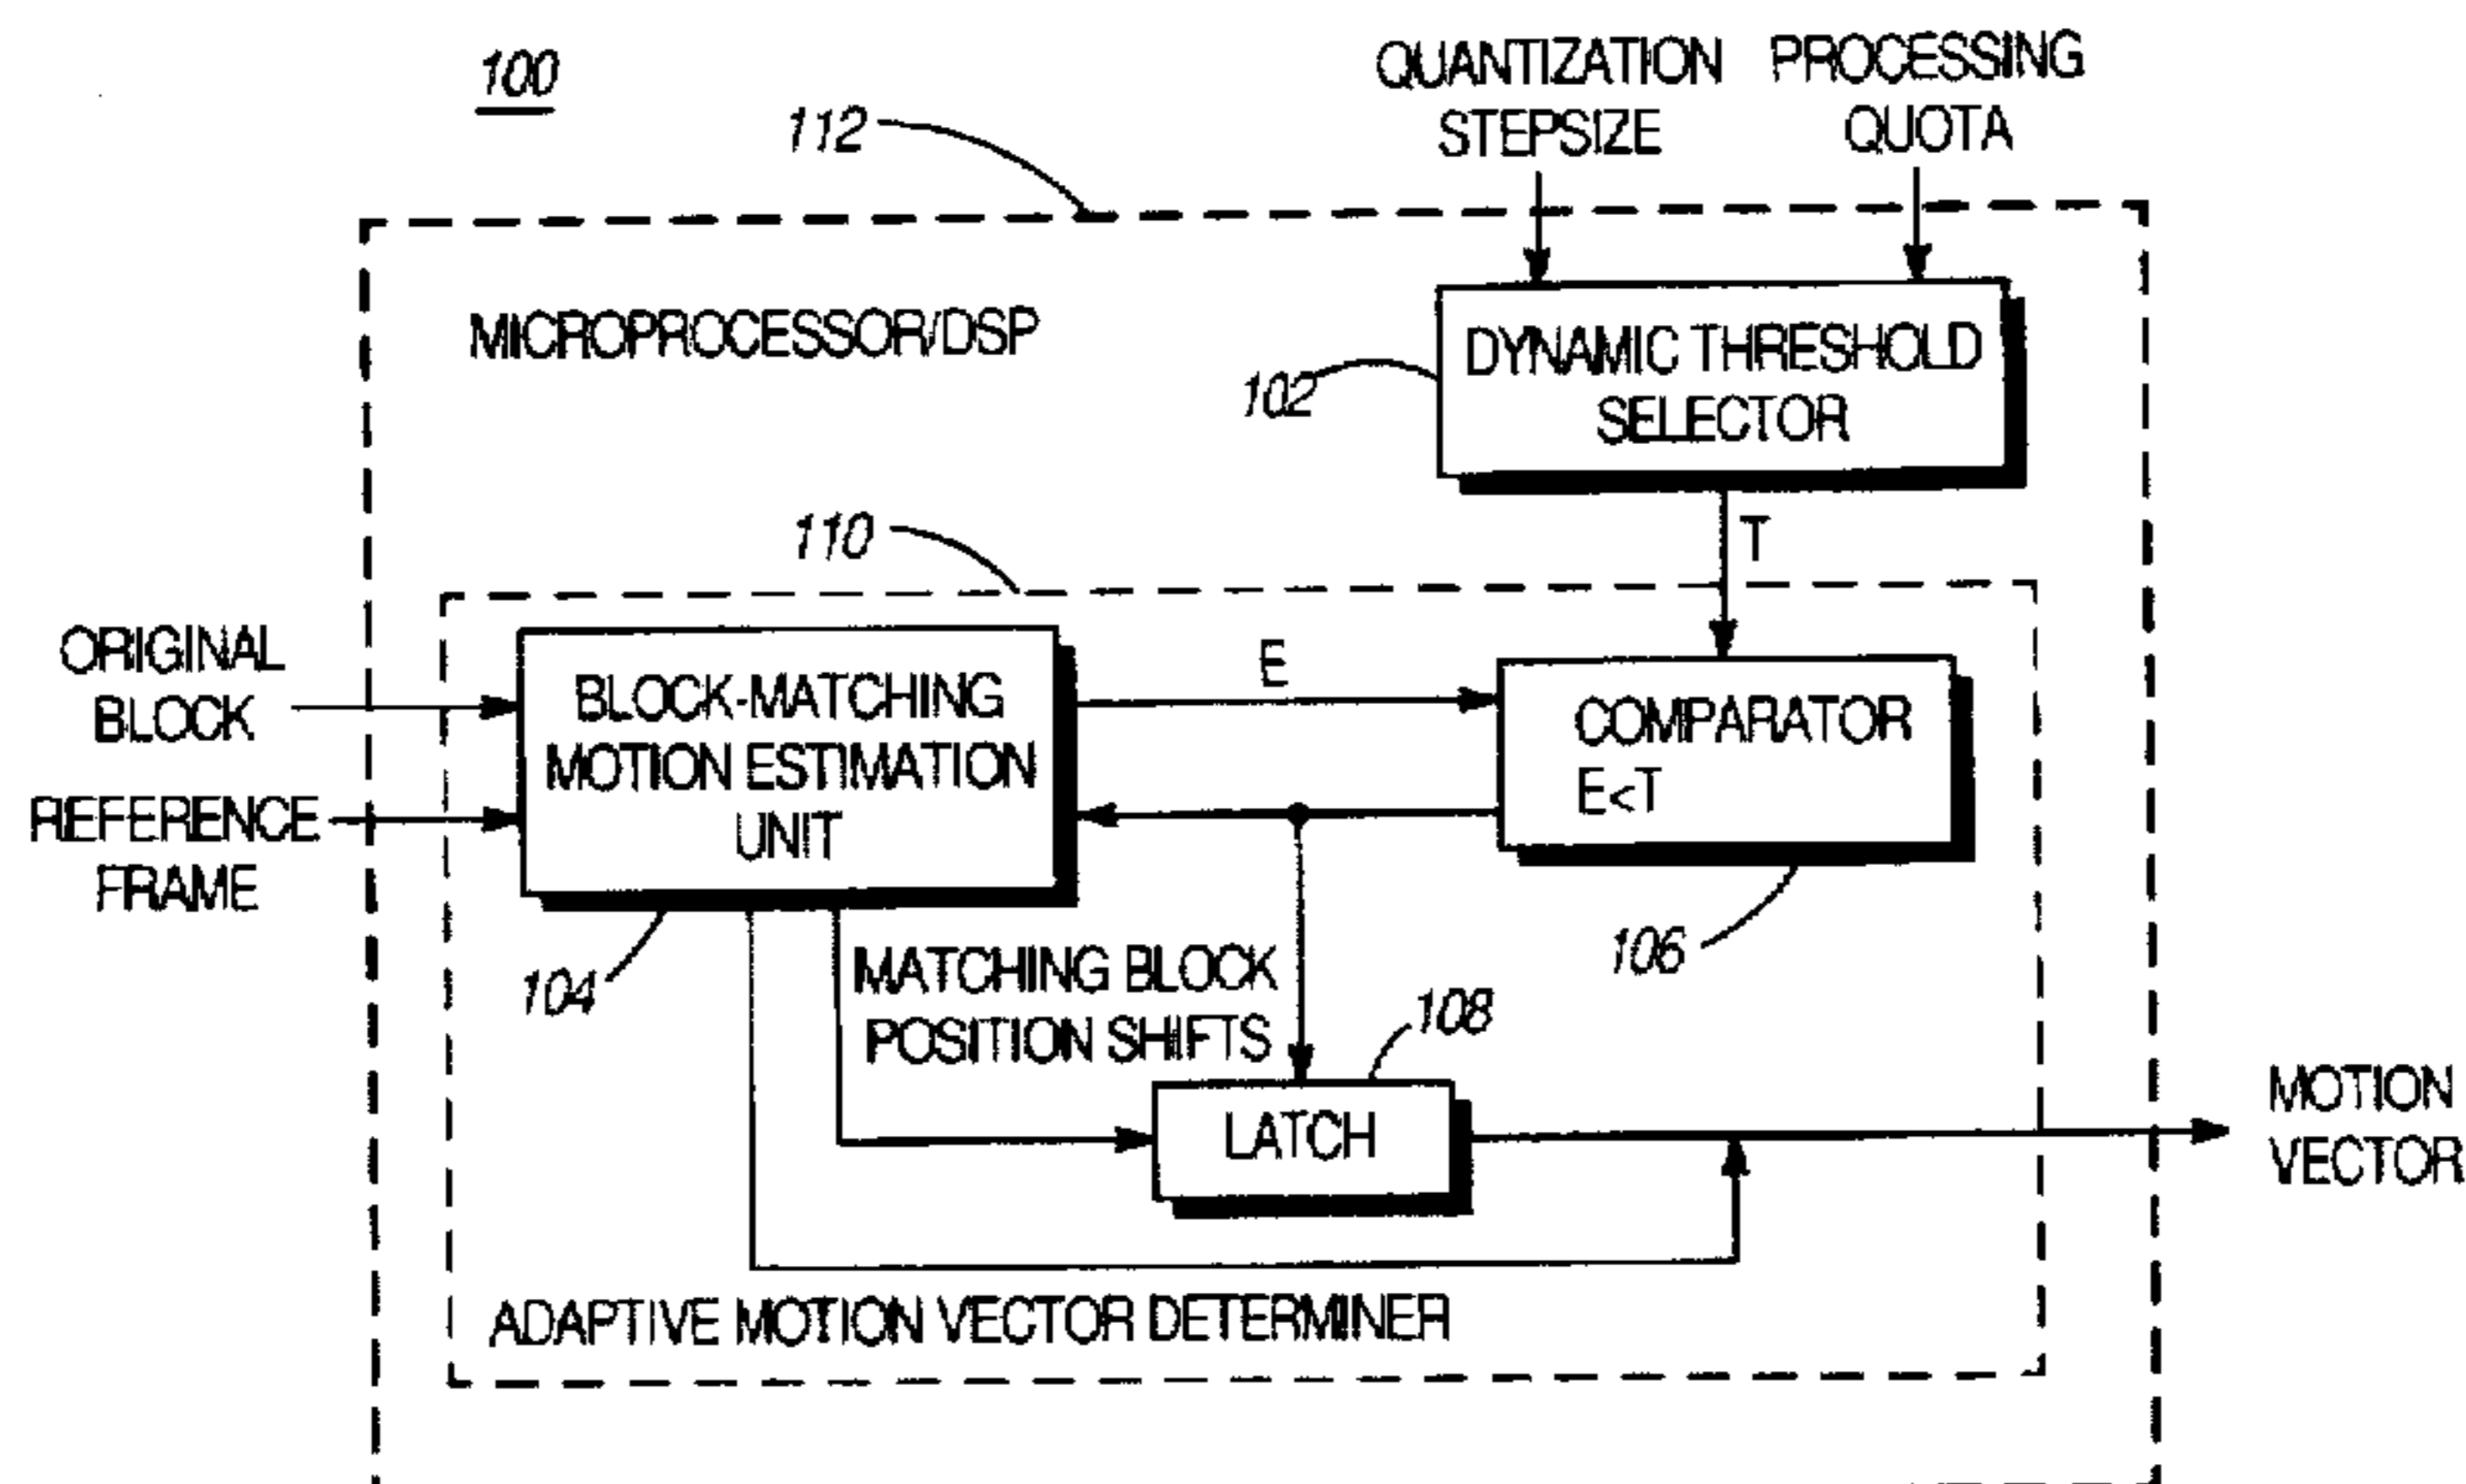 100
112
QUANTIZATION
STEPSIZE
PROCESSING
QUOTA
MICROPROCESSOR/DSP
102
DYNAMIC THRESHOLD
SELECTOR
T
110
ORIGINAL
BLOCK
REFERENCE
FRAME
BLOCK-MATCHING
MOTION ESTIMATION
UNIT
E
COMPARATOR
E<T
104
MATCHING BLOCK
POSITION SHIFTS
106
108
LATCH
MOTION
VECTOR
ADAPTIVE MOTION VECTOR DETERMINER